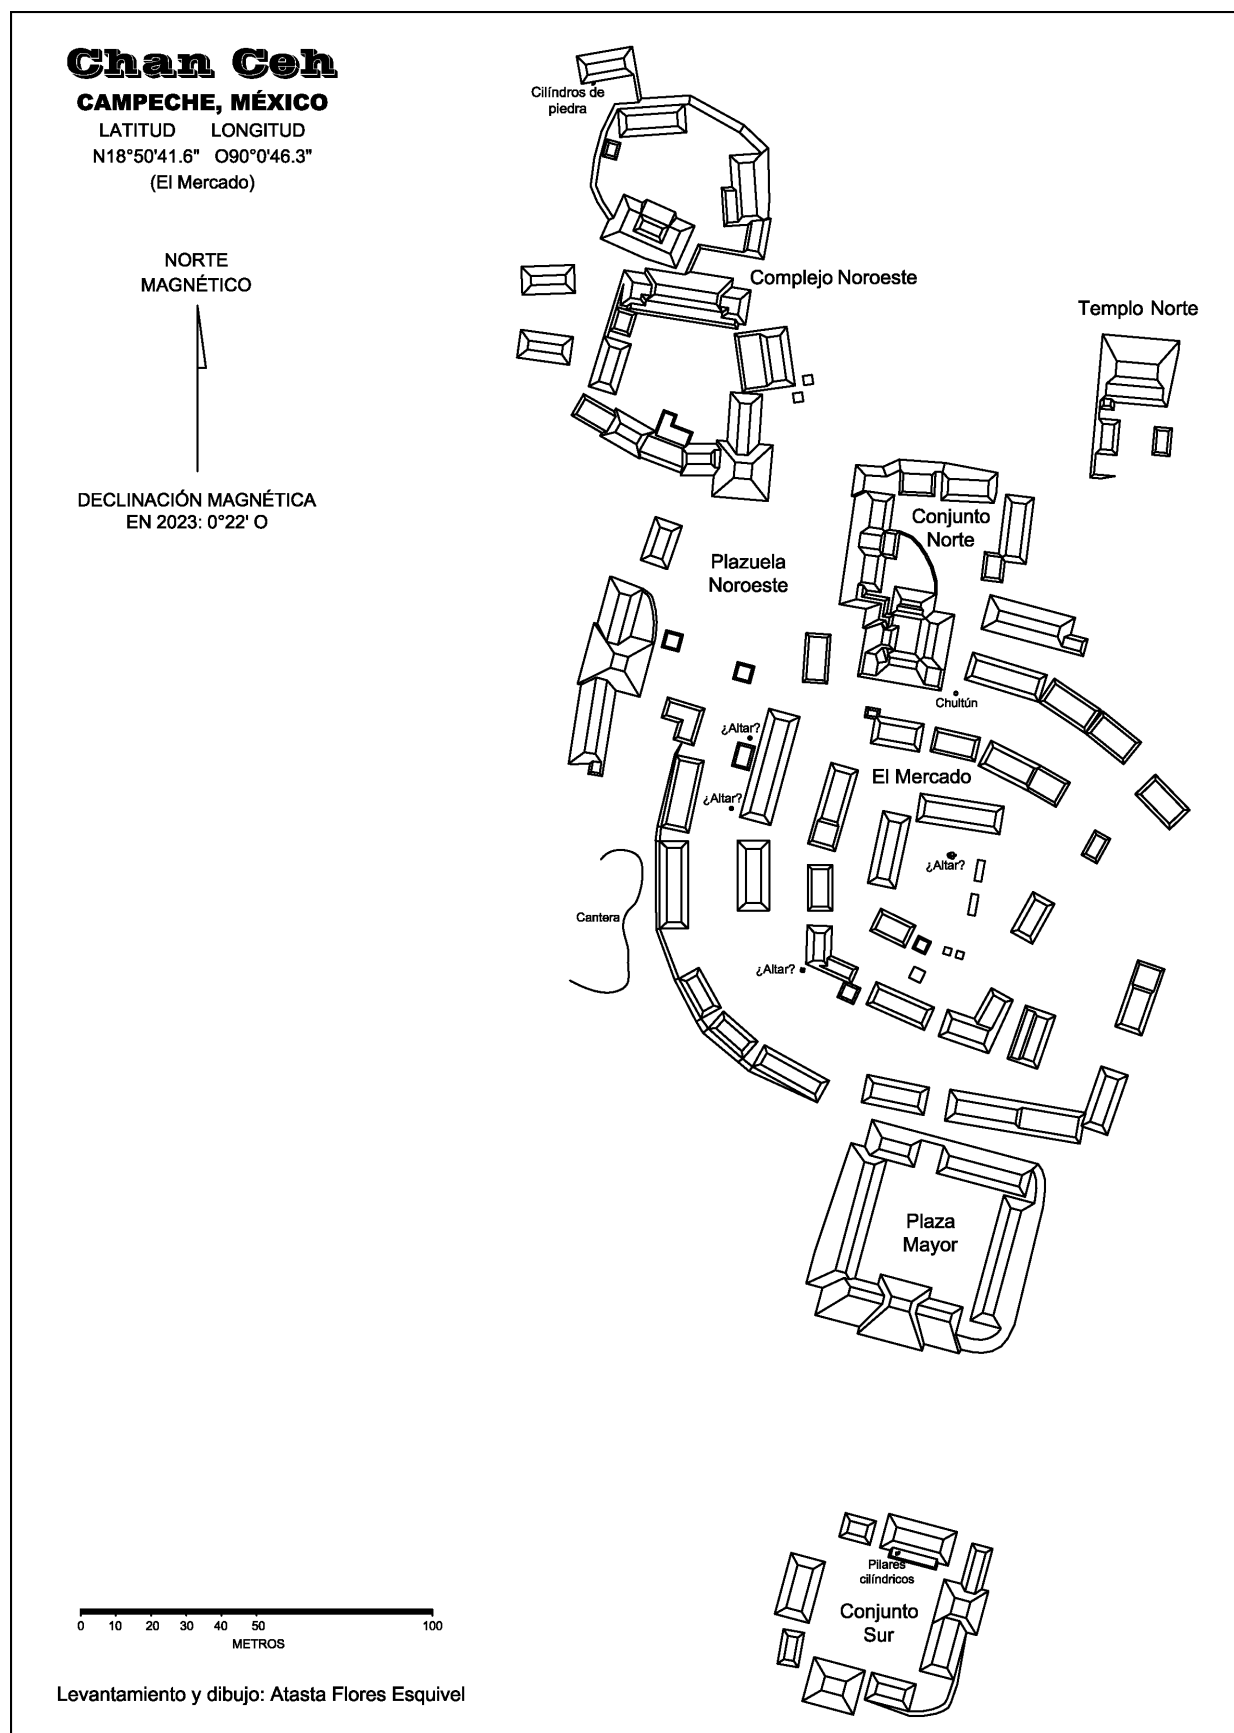 Chan Ceh
CAMPECHE, MÉXICO
LATITUD LONGITUD
N18°50'41.6" O90°0'46.3"
(El Mercado)
NORTE
MAGNÉTICO
DECLINACIÓN MAGNÉTICA
EN 2023: 0°22' O
Cilíndros de
piedra
Complejo Noroeste
Templo Norte
Conjunto
Norte
Plazuela
Noroeste
Chultún
¿Altar?
El Mercado
¿Altar?
¿Altar?
Cantera
¿Altar?
Plaza
Mayor
Pilares
cilíndricos
Conjunto
Sur
0 10 20 30 40 50 100
METROS
Levantamiento y dibujo: Atasta Flores Esquivel